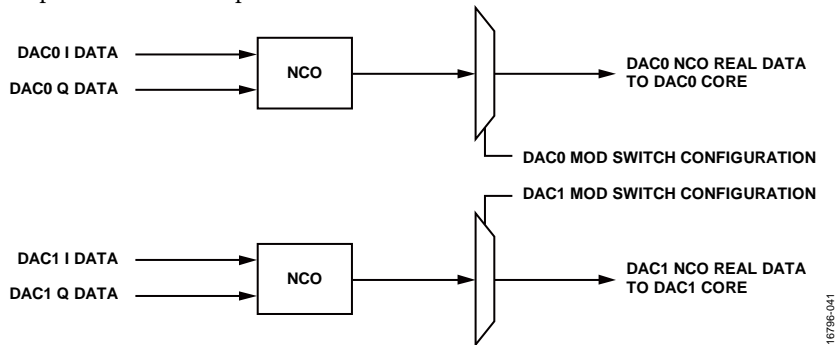 DAC0 I DATA
DAC0 Q DATA
NCO
DAC0 NCO REAL DATA
TO DAC0 CORE
DAC0 MOD SWITCH CONFIGURATION
DAC1 MOD SWITCH CONFIGURATION
DAC1 I DATA
DAC1 Q DATA
NCO
DAC1 NCO REAL DATA
TO DAC1 CORE
16796-041